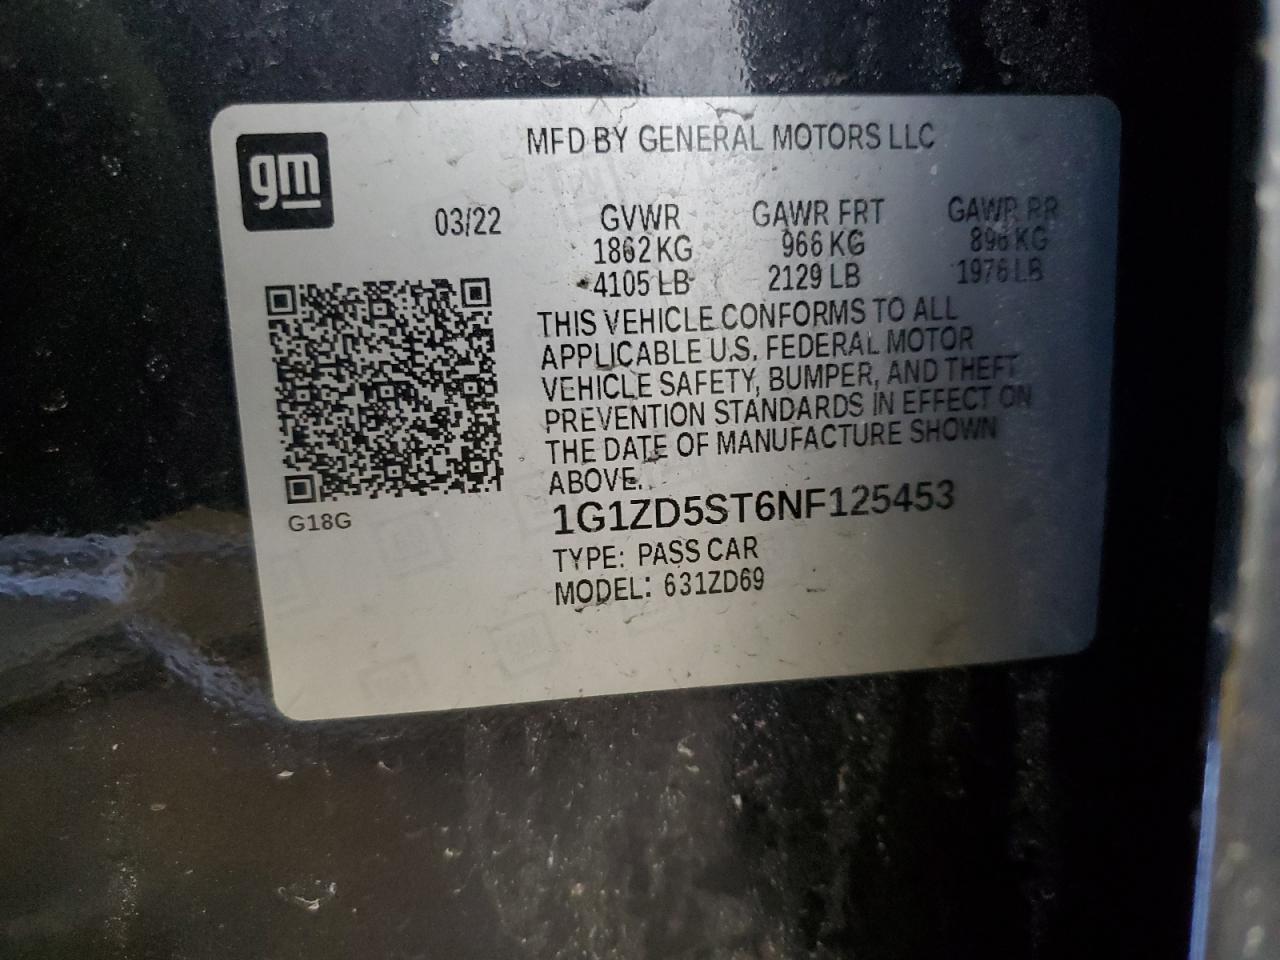 gm
MFD BY GENERAL MOTORS LLC
03/22 GVWR GAWR FRT GAWR RR
1862 KG 966 KG 896 KG
4105 LB 2129 LB 1976 LB
THIS VEHICLE CONFORMS TO ALL
APPLICABLE U.S. FEDERAL MOTOR
VEHICLE SAFETY, BUMPER, AND THEFT
PREVENTION STANDARDS IN EFFECT ON
THE DATE OF MANUFACTURE SHOWN
ABOVE.
1G1ZD5ST6NF125453
G18G
TYPE: PASS CAR
MODEL: 631ZD69